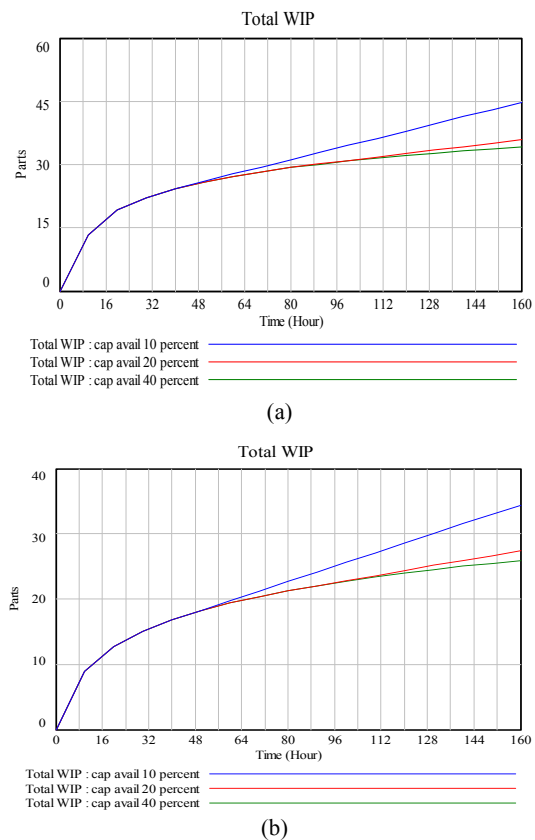 Total WIP
60
45
30
15
0
Parts
0 16 32 48 64 80 96 112 128 144 160
Time (Hour)
Total WIP : cap avail 10 percent
Total WIP : cap avail 20 percent
Total WIP : cap avail 40 percent
(a)
Total WIP
40
30
20
10
0
Parts
0 16 32 48 64 80 96 112 128 144 160
Time (Hour)
Total WIP : cap avail 10 percent
Total WIP : cap avail 20 percent
Total WIP : cap avail 40 percent
(b)